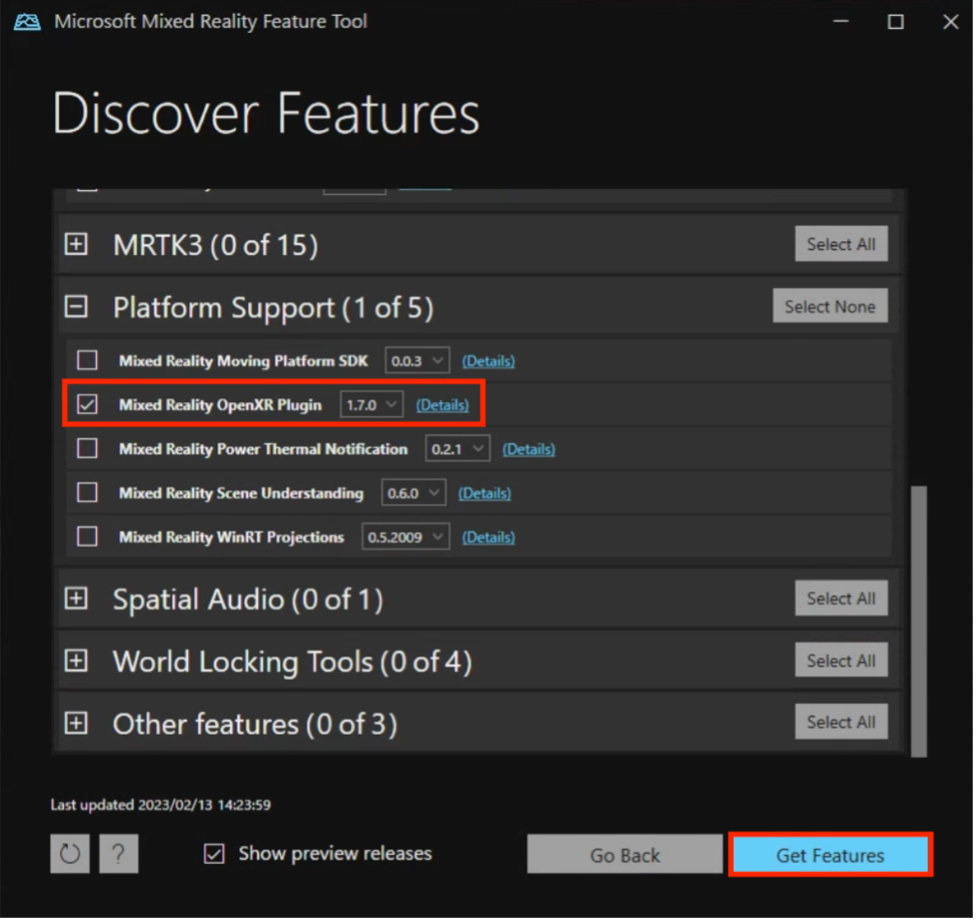 Microsoft Mixed Reality Feature Tool
Discover Features
MRTK3 (0 of 15) Select All
Platform Support (1 of 5) Select None
Mixed Reality Moving Platform SDK 0.0.3 (Details)
Mixed Reality OpenXR Plugin 1.7.0 (Details)
Mixed Reality Power Thermal Notification 0.2.1 (Details)
Mixed Reality Scene Understanding 0.6.0 (Details)
Mixed Reality WinRT Projections 0.5.2009 (Details)
Spatial Audio (0 of 1) Select All
World Locking Tools (0 of 4) Select All
Other features (0 of 3) Select All
Last updated 2023/02/13 14:23:59
? Show preview releases Go Back Get Features